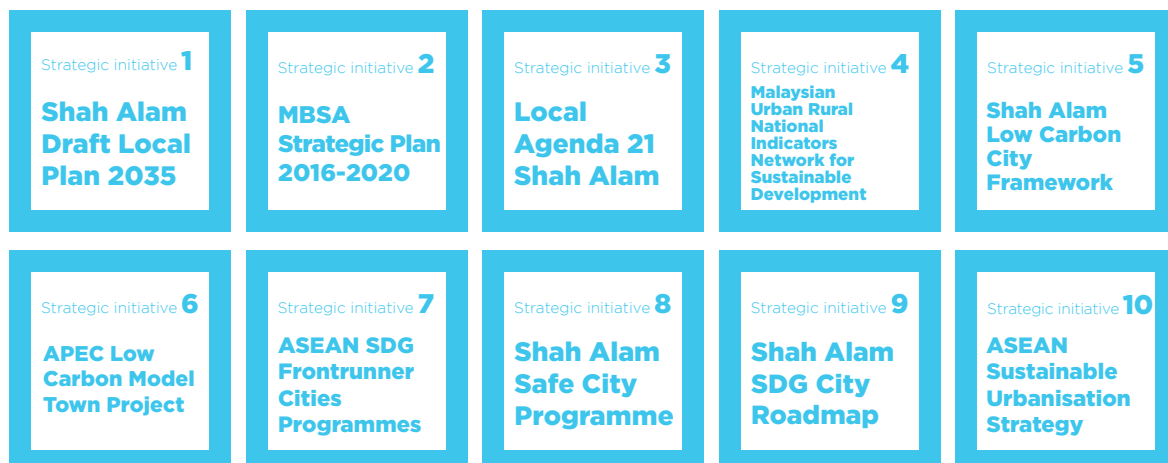 Strategic initiative 1
Shah Alam
Draft Local
Plan 2035
Strategic initiative 2
MBSA
Strategic Plan
2016-2020
Strategic initiative 3
Local
Agenda 21
Shah Alam
Strategic initiative 4
Malaysian
Urban Rural
National
Indicators
Network for
Sustainable
Development
Strategic initiative 5
Shah Alam
Low Carbon
City
Framework
Strategic initiative 6
APEC Low
Carbon Model
Town Project
Strategic initiative 7
ASEAN SDG
Frontrunner
Cities
Programmes
Strategic initiative 8
Shah Alam
Safe City
Programme
Strategic initiative 9
Shah Alam
SDG City
Roadmap
Strategic initiative 10
ASEAN
Sustainable
Urbanisation
Strategy